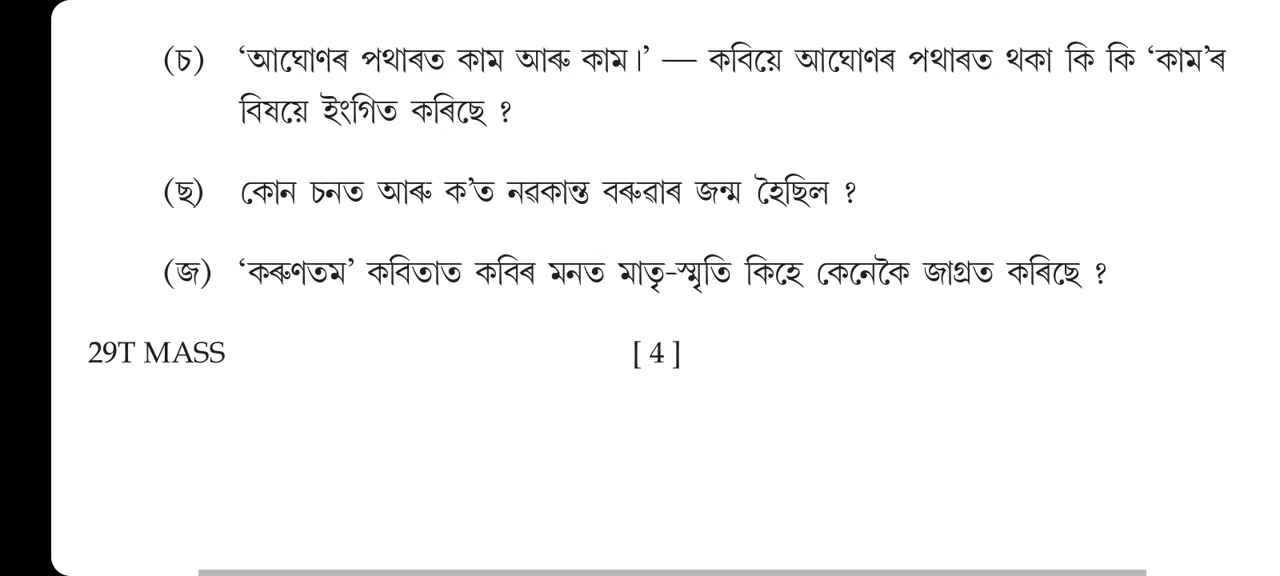 (চ) ‘আঘোণৰ পথাৰত কাম আৰু কাম।’ — কবিয়ে আঘোণৰ পথাৰত থকা কি কি ‘কাম’ৰ
বিষয়ে ইংগিত কৰিছে ?
(ছ) কোন চনত আৰু ক’ত নৱকান্ত বৰুৱাৰ জন্ম হৈছিল ?
(জ) ‘কৰুণতম’ কবিতাত কবিৰ মনত মাতৃ-স্মৃতি কিহে কেনেকৈ জাগ্ৰত কৰিছে ?
29T MASS [ 4 ]